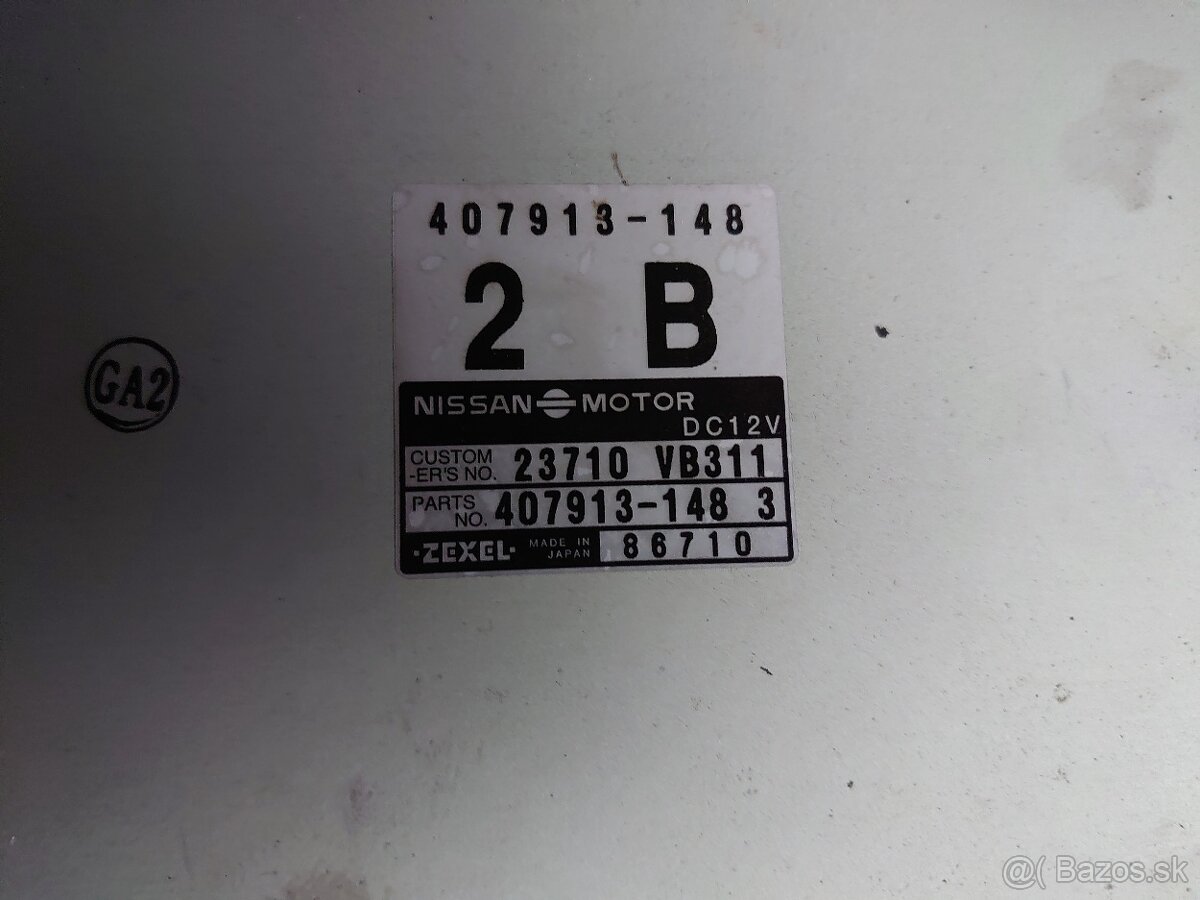 407913-148
2 B
GA2
NISSAN MOTOR
DC12V
CUSTOM
-ER'S NO. 23710 VB311
PARTS
NO. 407913-148 3
·ZEXEL· MADE IN
JAPAN 86710
@( Bazos.sk